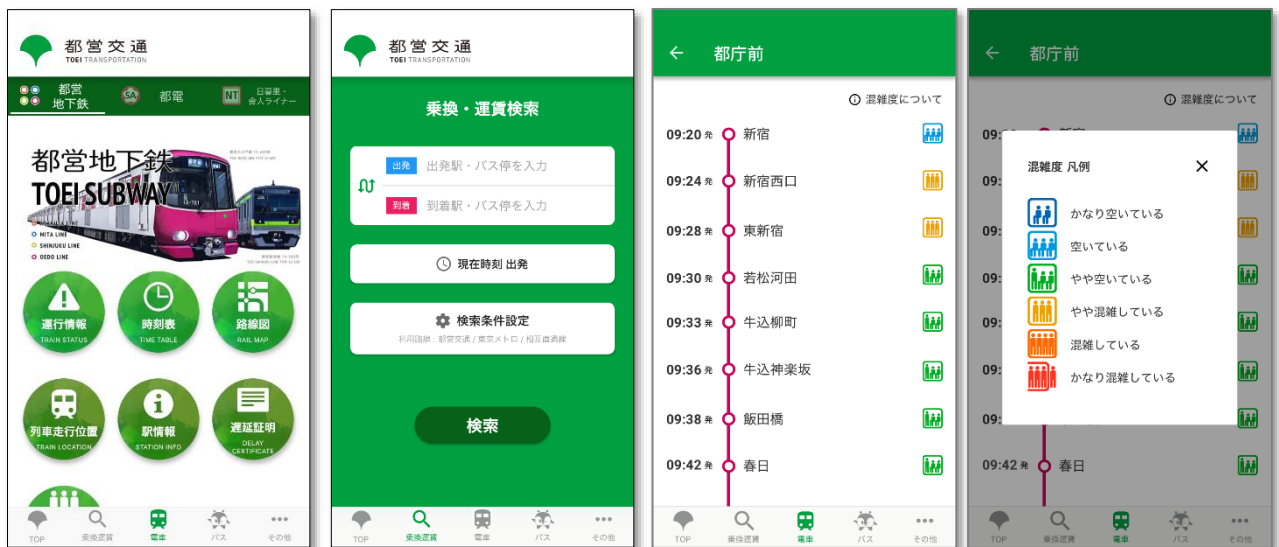 都営交通
TOEI TRANSPORTATION
都営
地下鉄
SA
都電
NT
日暮里・
舎人ライナー
都営地下鉄
TOEI SUBWAY
MITA LINE
SHINJUKU LINE
OEDO LINE
運行情報
TRAIN STATUS
時刻表
TIME TABLE
路線図
RAIL MAP
列車走行位置
TRAIN LOCATION
駅情報
STATION INFO
遅延証明
DELAY
CERTIFICATE
TOP
乗換運賃
電車
バス
その他
都営交通
TOEI TRANSPORTATION
乗換・運賃検索
出発 出発駅・バス停を入力
到着 到着駅・バス停を入力
現在時刻 出発
検索条件設定
利用路線：都営交通 / 東京メトロ / 相互直通線
検索
TOP
乗換運賃
電車
バス
その他
都庁前
混雑度について
09:20 発 新宿
09:24 発 新宿西口
09:28 発 東新宿
09:30 発 若松河田
09:33 発 牛込柳町
09:36 発 牛込神楽坂
09:38 発 飯田橋
09:42 発 春日
TOP
乗換運賃
電車
バス
その他
都庁前
混雑度について
09:
混雑度 凡例
09:
かなり空いている
09:
空いている
09:
やや空いている
09:
やや混雑している
混雑している
09:
かなり混雑している
09:
09:42 発 春日
TOP
乗換運賃
電車
バス
その他